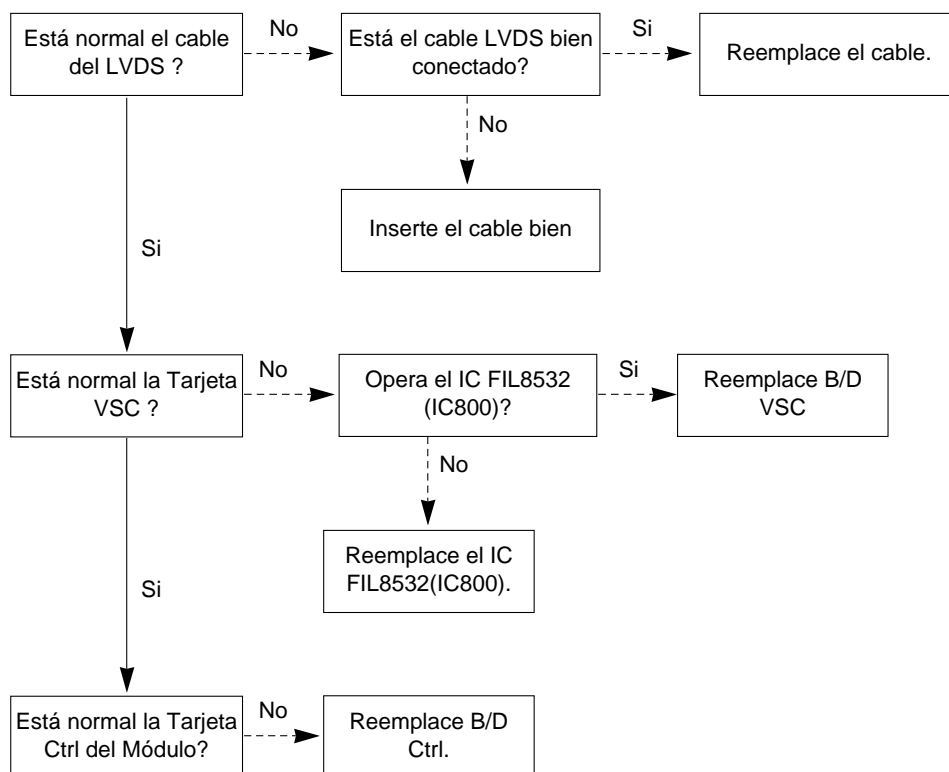 Está normal el cable
del LVDS ?
No
Está el cable LVDS bien
conectado?
Si
Reemplace el cable.
No
Inserte el cable bien
Si
Está normal la Tarjeta
VSC ?
No
Opera el IC FIL8532
(IC800)?
Si
Reemplace B/D
VSC
No
Reemplace el IC
FIL8532(IC800).
Si
Está normal la Tarjeta
Ctrl del Módulo?
No
Reemplace B/D
Ctrl.